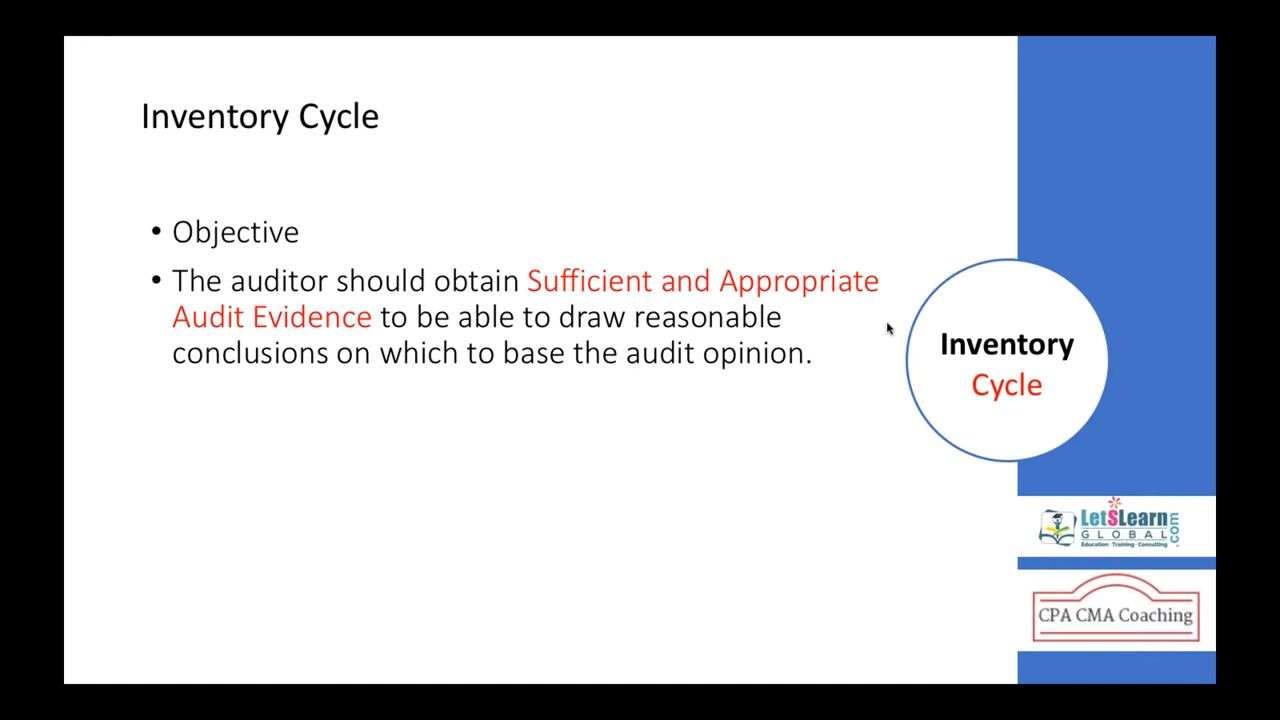 Inventory Cycle
• Objective
• The auditor should obtain Sufficient and Appropriate
Audit Evidence to be able to draw reasonable
conclusions on which to base the audit opinion.
Inventory
Cycle
LetSLearn
GLOBAL
.com
Education · Training · Consulting
CPA CMA Coaching